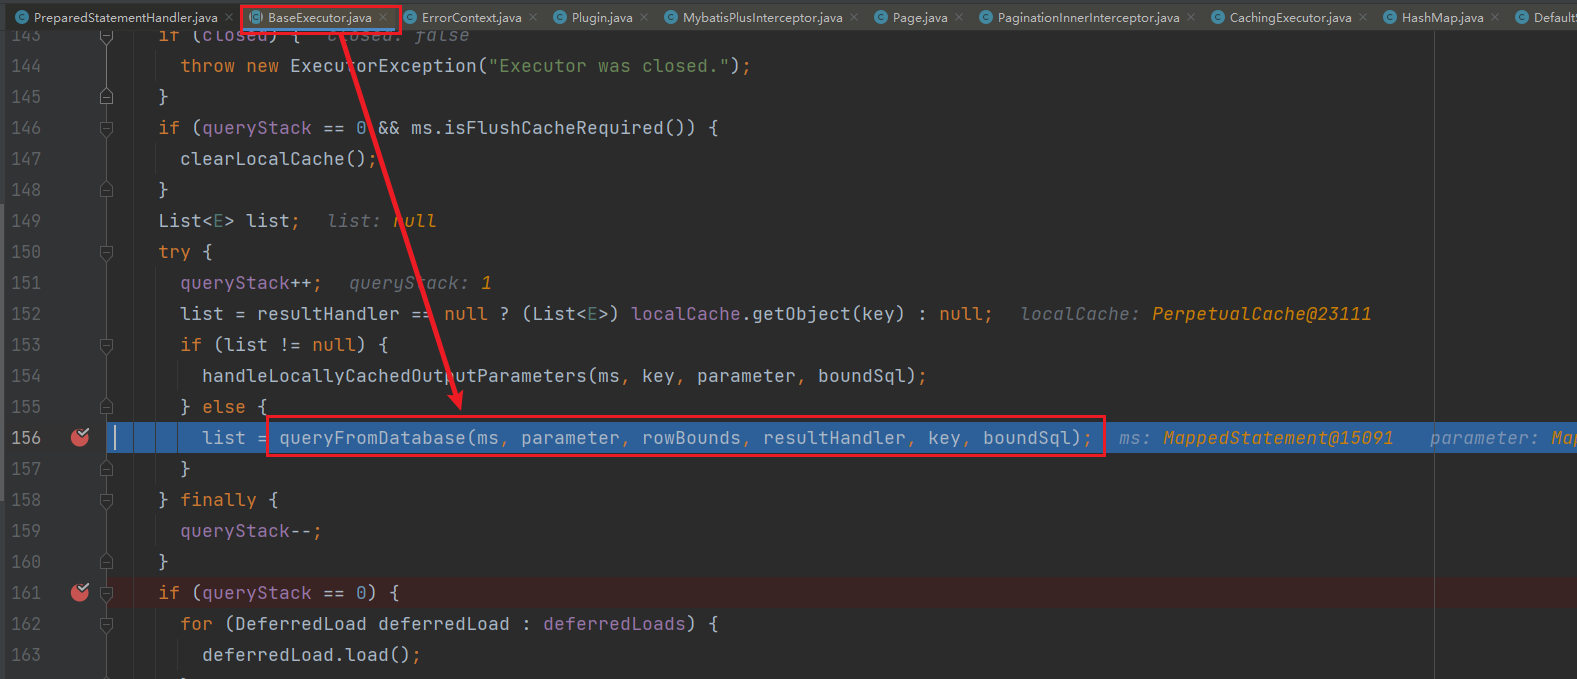 PreparedStatementHandler.java BaseExecutor.java ErrorContext.java Plugin.java MybatisPlusInterceptor.java Page.java PaginationInnerInterceptor.java CachingExecutor.java HashMap.java Default
143 if (closed) { closed: false
144 throw new ExecutorException("Executor was closed.");
145 }
146 if (queryStack == 0 && ms.isFlushCacheRequired()) {
147 clearLocalCache();
148 }
149 List<E> list; list: null
150 try {
151 queryStack++; queryStack: 1
152 list = resultHandler == null ? (List<E>) localCache.getObject(key) : null; localCache: PerpetualCache@23111
153 if (list != null) {
154 handleLocallyCachedOutputParameters(ms, key, parameter, boundSql);
155 } else {
156 list = queryFromDatabase(ms, parameter, rowBounds, resultHandler, key, boundSql); ms: MappedStatement@15091 parameter: Map
157 }
158 } finally {
159 queryStack--;
160 }
161 if (queryStack == 0) {
162 for (DeferredLoad deferredLoad : deferredLoads) {
163 deferredLoad.load();